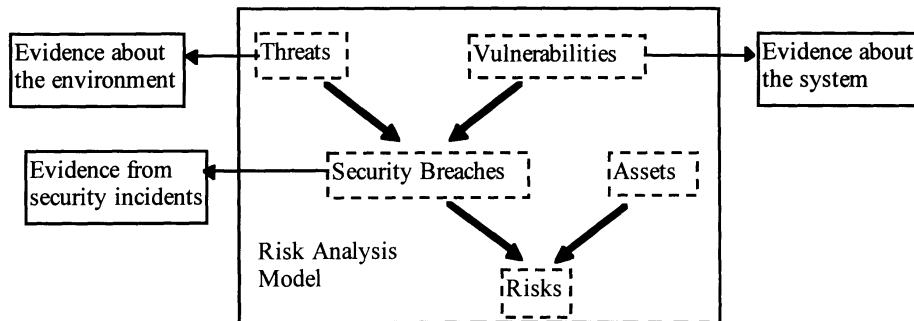 Evidence about
the environment
Threats
Vulnerabilities
Evidence about
the system
Evidence from
security incidents
Security Breaches
Assets
Risk Analysis
Model
Risks